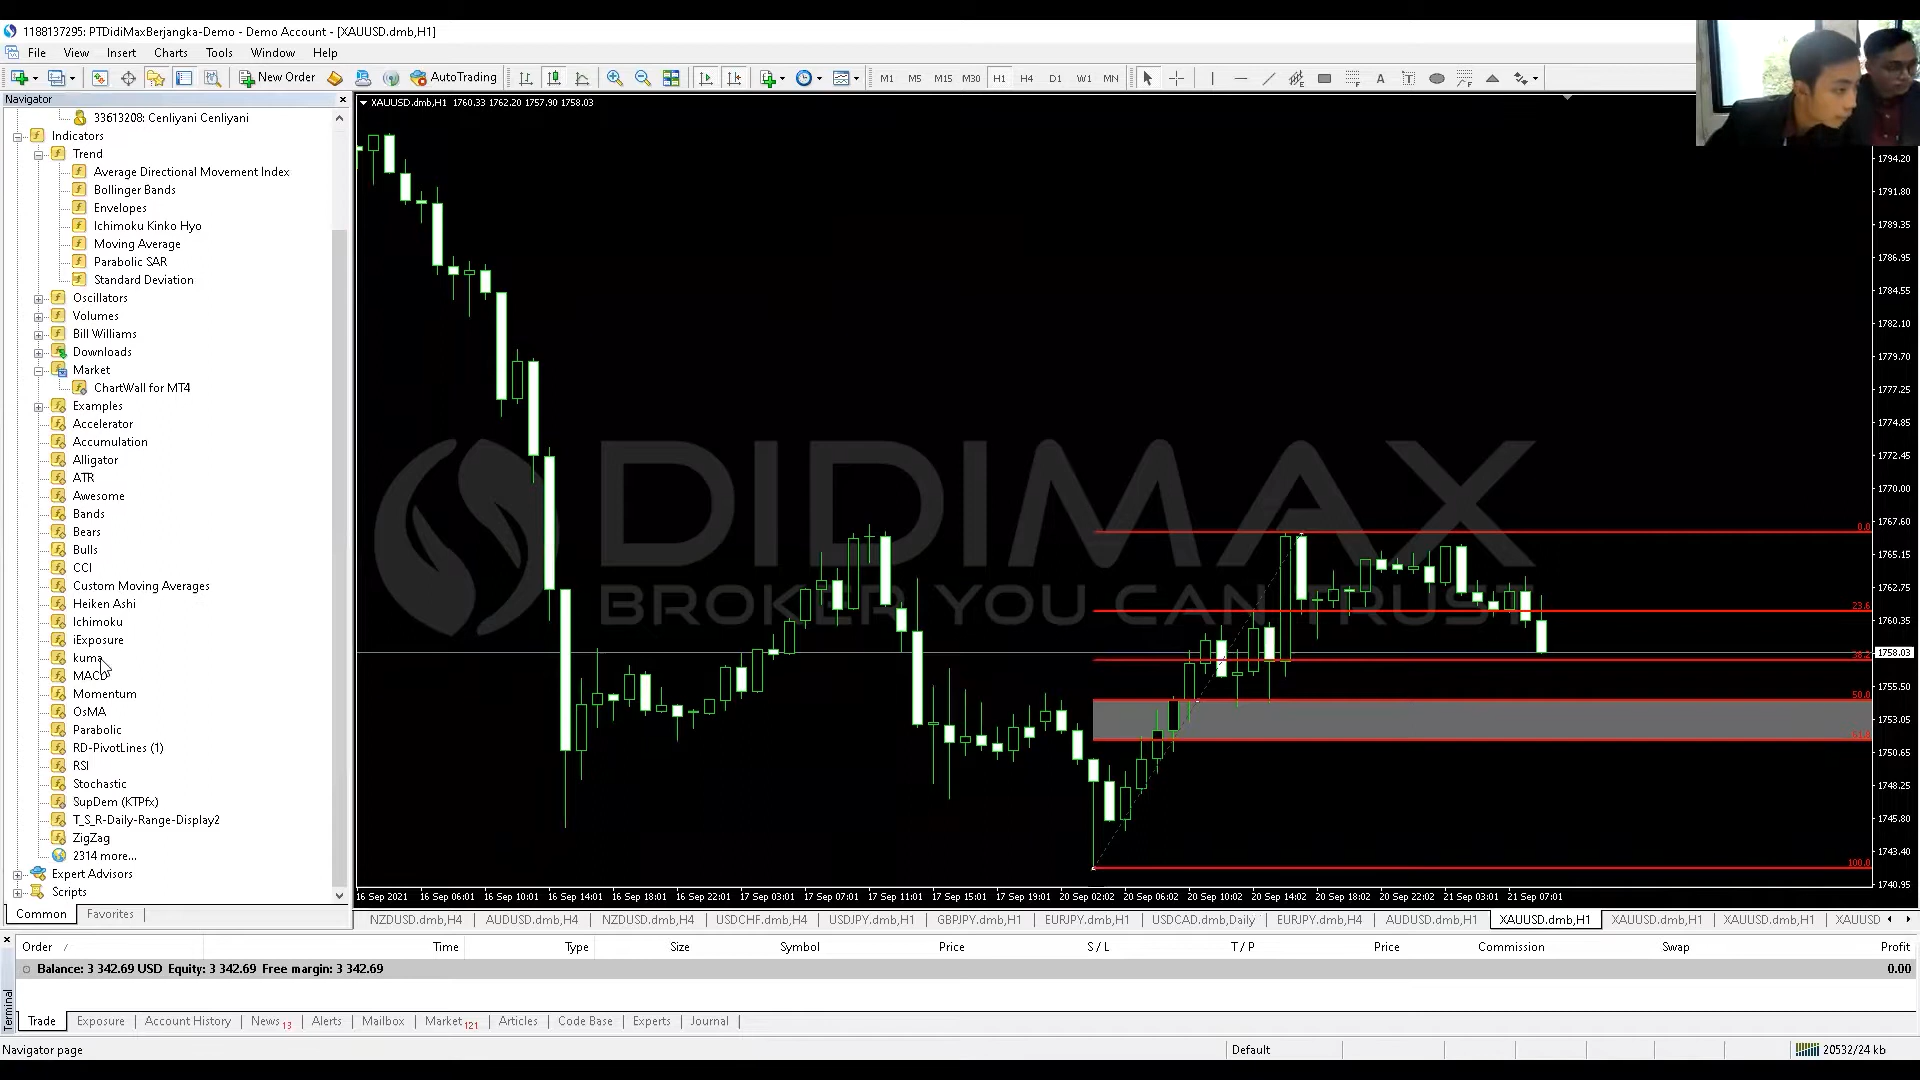 1188137295: PTDidiMaxBerjangka-Demo - Demo Account - [XAUUSD.dmb,H1]
File View Insert Charts Tools Window Help
New Order AutoTrading M1 M5 M15 M30 H1 H4 D1 W1 MN A T
Navigator
33613208: Cenliyani Cenliyani
Indicators
Trend
Average Directional Movement Index
Bollinger Bands
Envelopes
Ichimoku Kinko Hyo
Moving Average
Parabolic SAR
Standard Deviation
Oscillators
Volumes
Bill Williams
Downloads
Market
ChartWall for MT4
Examples
Accelerator
Accumulation
Alligator
ATR
Awesome
Bands
Bears
Bulls
CCI
Custom Moving Averages
Heiken Ashi
Ichimoku
iExposure
kuma
MACD
Momentum
OsMA
Parabolic
RD-PivotLines (1)
RSI
Stochastic
SupDem (KTPfx)
T_S_R-Daily-Range-Display2
ZigZag
2314 more...
Expert Advisors
Scripts
Common Favorites
XAUUSD.dmb,H1 1760.33 1762.20 1757.90 1758.03
DIDIMAX
BROKER YOU CAN TRUST
1794.20
1791.80
1789.35
1786.95
1784.55
1782.10
1779.70
1777.25
1774.85
1772.45
1770.00
1767.60
1765.15
1762.75
1760.35
1758.03
1755.50
1753.05
1750.65
1748.25
1745.80
1743.40
1740.95
0.0
23.6
38.2
50.0
100.0
16 Sep 2021 16 Sep 06:01 16 Sep 10:01 16 Sep 14:01 16 Sep 18:01 16 Sep 22:01 17 Sep 03:01 17 Sep 07:01 17 Sep 11:01 17 Sep 15:01 17 Sep 19:01 20 Sep 02:02 20 Sep 06:02 20 Sep 10:02 20 Sep 14:02 20 Sep 18:02 20 Sep 22:02 21 Sep 03:01 21 Sep 07:01
NZDUSD.dmb,H4 AUDUSD.dmb,H4 NZDUSD.dmb,H4 USDCHF.dmb,H4 USDJPY.dmb,H1 GBPJPY.dmb,H1 EURJPY.dmb,H1 USDCAD.dmb,Daily EURJPY.dmb,H4 AUDUSD.dmb,H1 XAUUSD.dmb,H1 XAUUSD.dmb,H1 XAUUSD.dmb,H1 XAUUSD
Order / Time Type Size Symbol Price S / L T / P Price Commission Swap Profit
Balance: 3 342.69 USD Equity: 3 342.69 Free margin: 3 342.69 0.00
Terminal
Trade Exposure Account History News 13 Alerts Mailbox Market 121 Articles Code Base Experts Journal
Navigator page Default 20532/24 kb